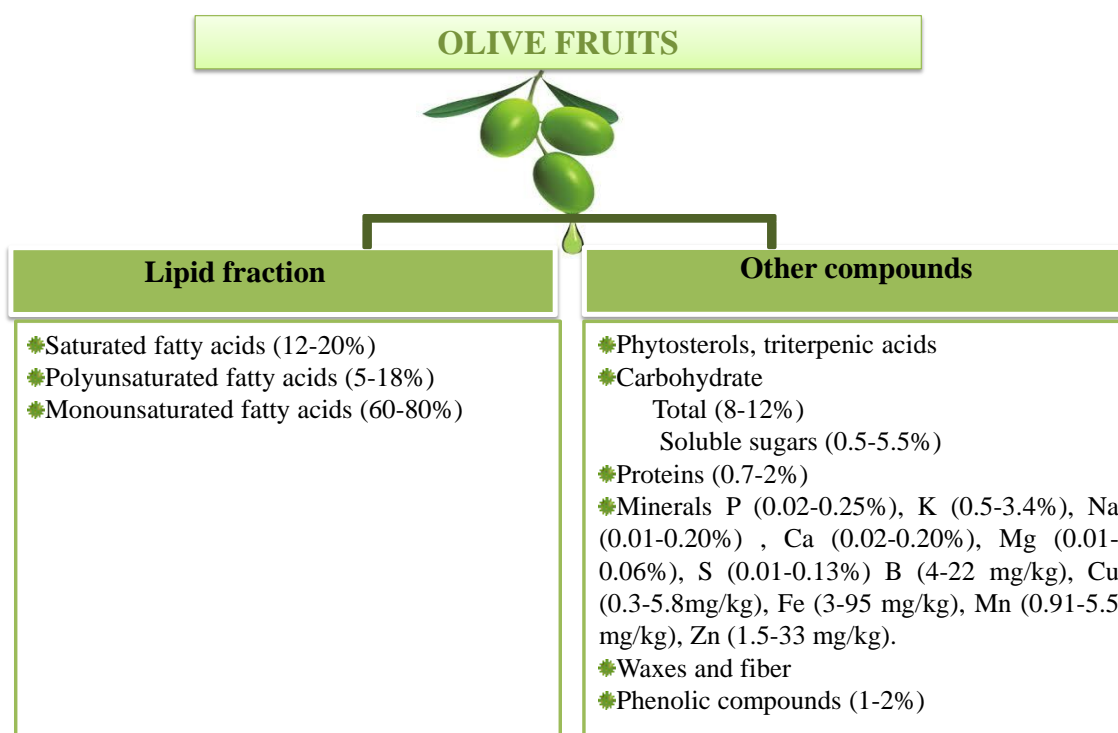 OLIVE FRUITS
Lipid fraction
Saturated fatty acids (12-20%)
Polyunsaturated fatty acids (5-18%)
Monounsaturated fatty acids (60-80%)
Other compounds
Phytosterols, triterpenic acids
Carbohydrate
Total (8-12%)
Soluble sugars (0.5-5.5%)
Proteins (0.7-2%)
Minerals P (0.02-0.25%), K (0.5-3.4%), Na
(0.01-0.20%) , Ca (0.02-0.20%), Mg (0.01-
0.06%), S (0.01-0.13%) B (4-22 mg/kg), Cu
(0.3-5.8mg/kg), Fe (3-95 mg/kg), Mn (0.91-5.5
mg/kg), Zn (1.5-33 mg/kg).
Waxes and fiber
Phenolic compounds (1-2%)